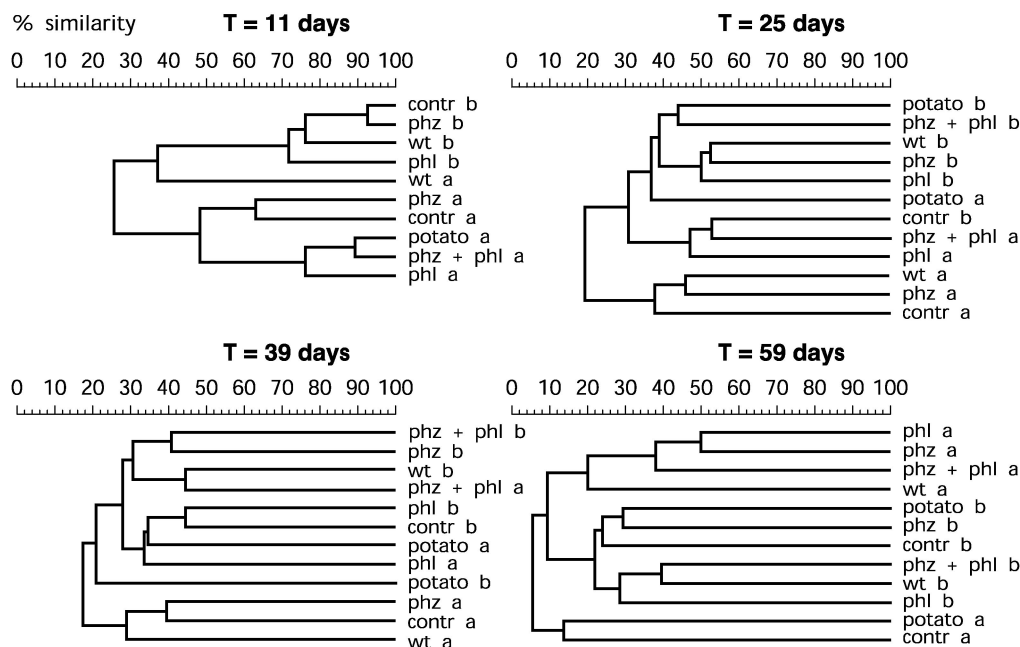 % similarity
T = 11 days
0 10 20 30 40 50 60 70 80 90 100
contr b
phz b
wt b
phl b
wt a
phz a
contr a
potato a
phz + phl a
phl a
T = 25 days
0 10 20 30 40 50 60 70 80 90 100
potato b
phz + phl b
wt b
phz b
phl b
potato a
contr b
phz + phl a
phl a
wt a
phz a
contr a
T = 39 days
0 10 20 30 40 50 60 70 80 90 100
phz + phl b
phz b
wt b
phz + phl a
phl b
contr b
potato a
phl a
potato b
phz a
contr a
wt a
T = 59 days
0 10 20 30 40 50 60 70 80 90 100
phl a
phz a
phz + phl a
wt a
potato b
phz b
contr b
phz + phl b
wt b
phl b
potato a
contr a